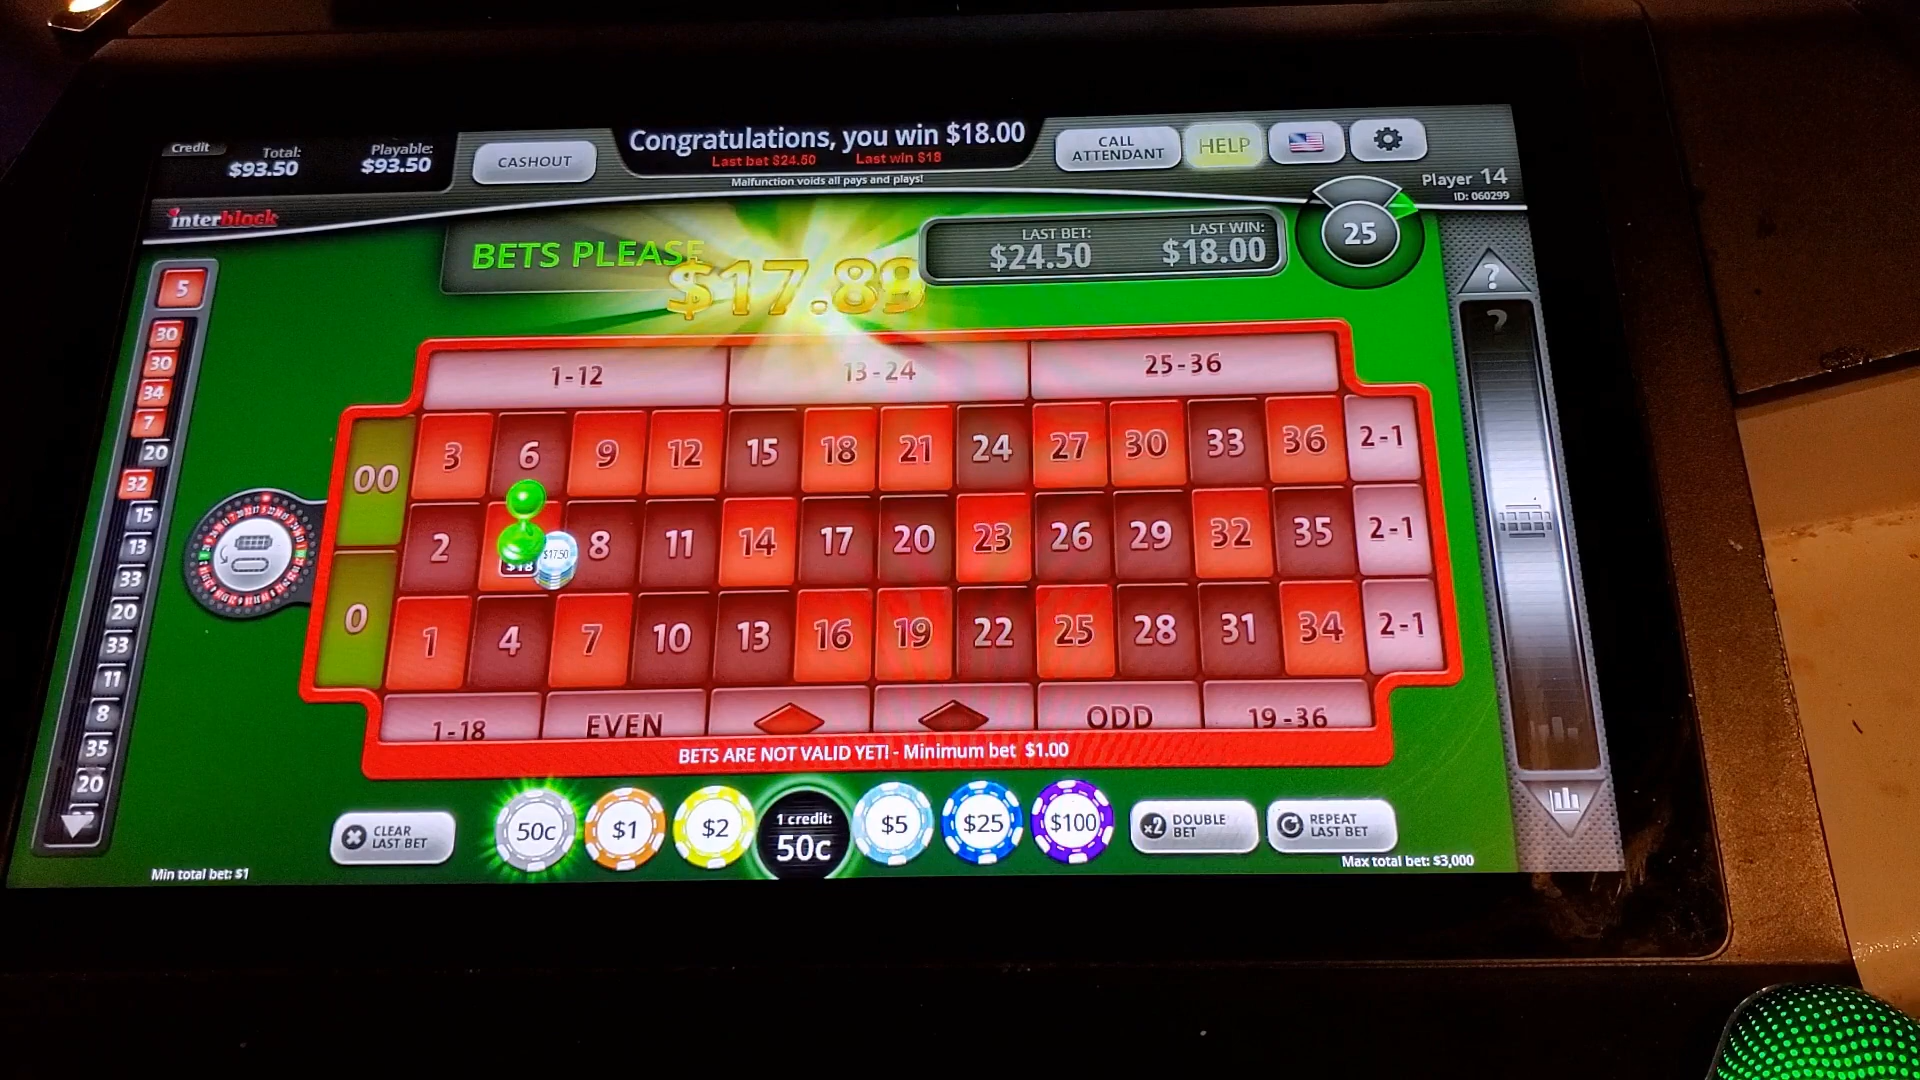 Credit
Total:
$93.50
Playable:
$93.50
CASHOUT
Congratulations, you win $18.00
Last bet $24.50 Last win $18
Malfunction voids all pays and plays!
CALL
ATTENDANT
HELP
Player 14
ID: 060299
interblock
BETS PLEASE
$17.89
LAST BET:
$24.50
LAST WIN:
$18.00
25
?
?
5
30
30
34
7
20
32
15
13
33
20
33
11
8
35
20
1-12 13-24 25-36
00 3 6 9 12 15 18 21 24 27 30 33 36 2-1
2 8 11 14 17 20 23 26 29 32 35 2-1
$18 $17.50
0 1 4 7 10 13 16 19 22 25 28 31 34 2-1
1-18 EVEN ODD 19-36
BETS ARE NOT VALID YET! - Minimum bet $1.00
CLEAR
LAST BET
50c
$1
$2
1 credit:
50c
$5
$25
$100
x2 DOUBLE
BET
REPEAT
LAST BET
Min total bet: $1
Max total bet: $3,000